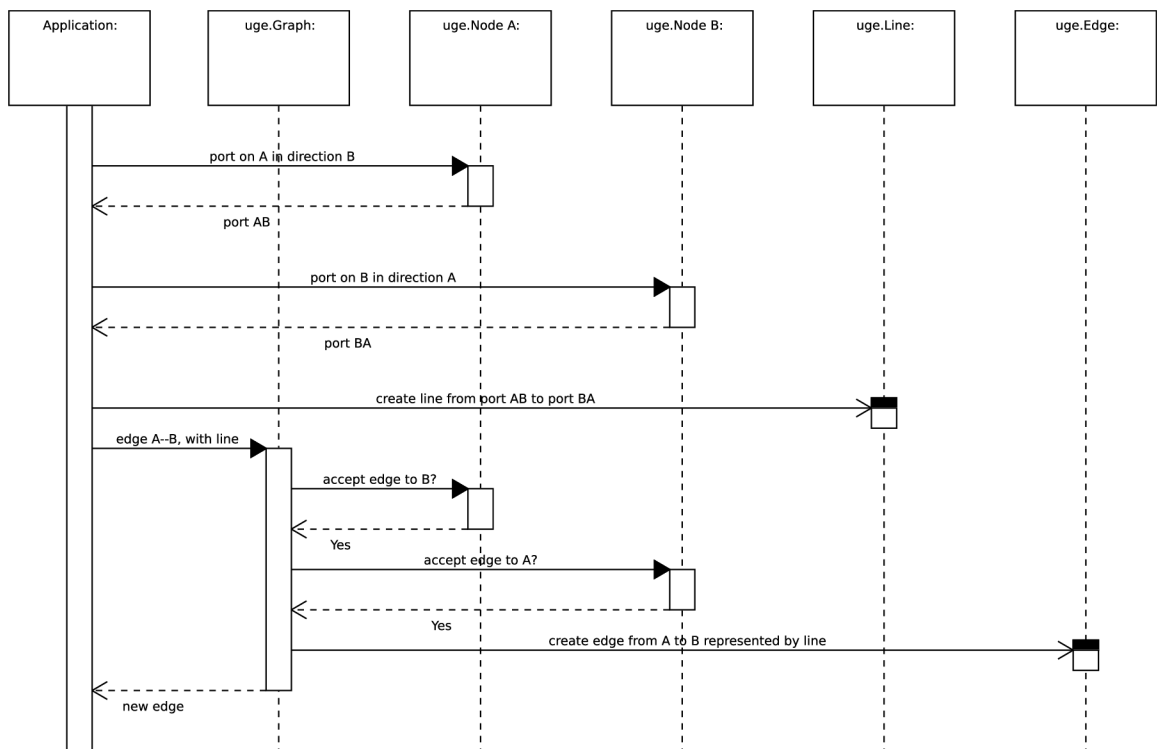 Application:
uge.Graph:
uge.Node A:
uge.Node B:
uge.Line:
uge.Edge:
port on A in direction B
port AB
port on B in direction A
port BA
create line from port AB to port BA
edge A--B, with line
accept edge to B?
Yes
accept edge to A?
Yes
create edge from A to B represented by line
new edge